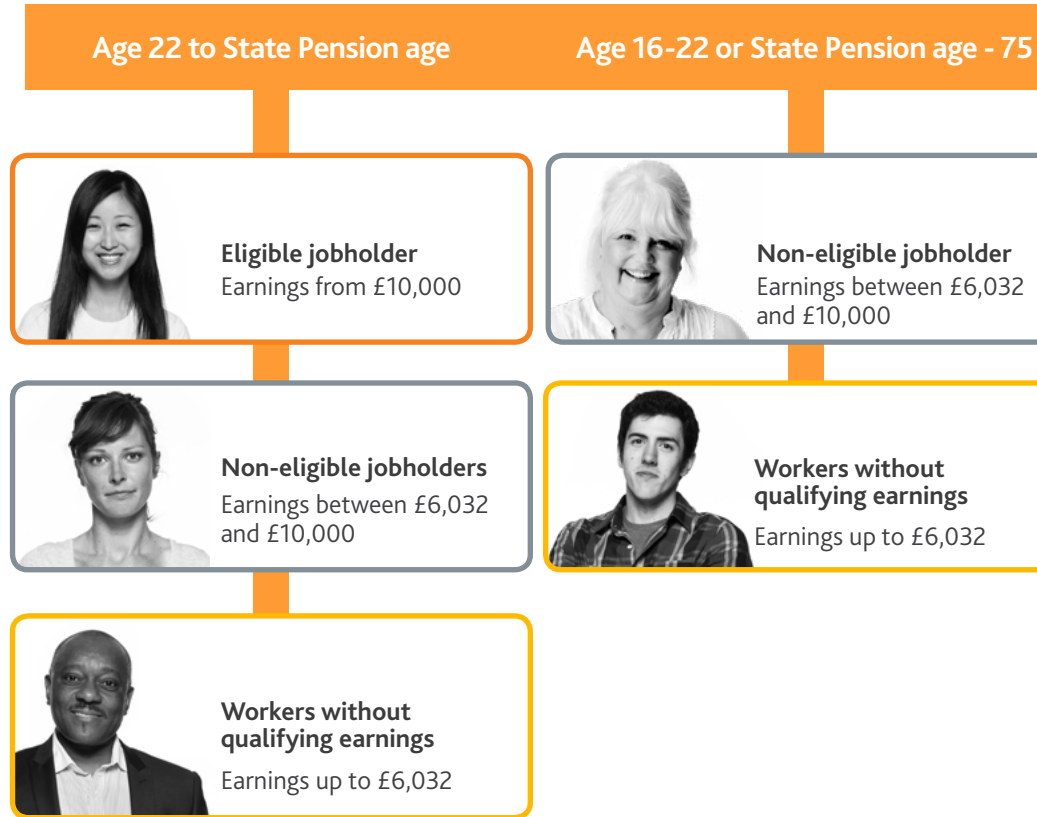 Age 22 to State Pension age
Eligible jobholder
Earnings from £10,000
Non-eligible jobholders
Earnings between £6,032
and £10,000
Workers without
qualifying earnings
Earnings up to £6,032
Age 16-22 or State Pension age - 75
Non-eligible jobholder
Earnings between £6,032
and £10,000
Workers without
qualifying earnings
Earnings up to £6,032